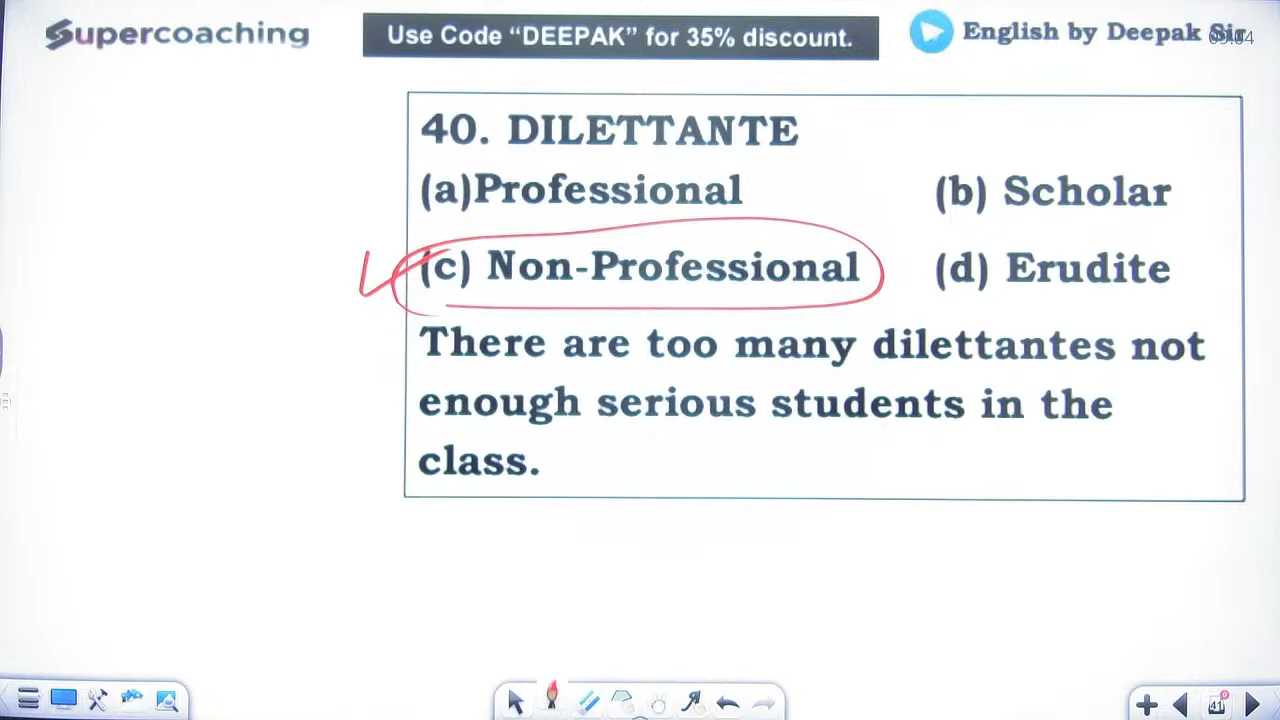 Supercoaching
Use Code “DEEPAK” for 35% discount.
English by Deepak Sir
40. DILETTANTE
(a)Professional (b) Scholar
(c) Non-Professional (d) Erudite
There are too many dilettantes not
enough serious students in the
class.
41